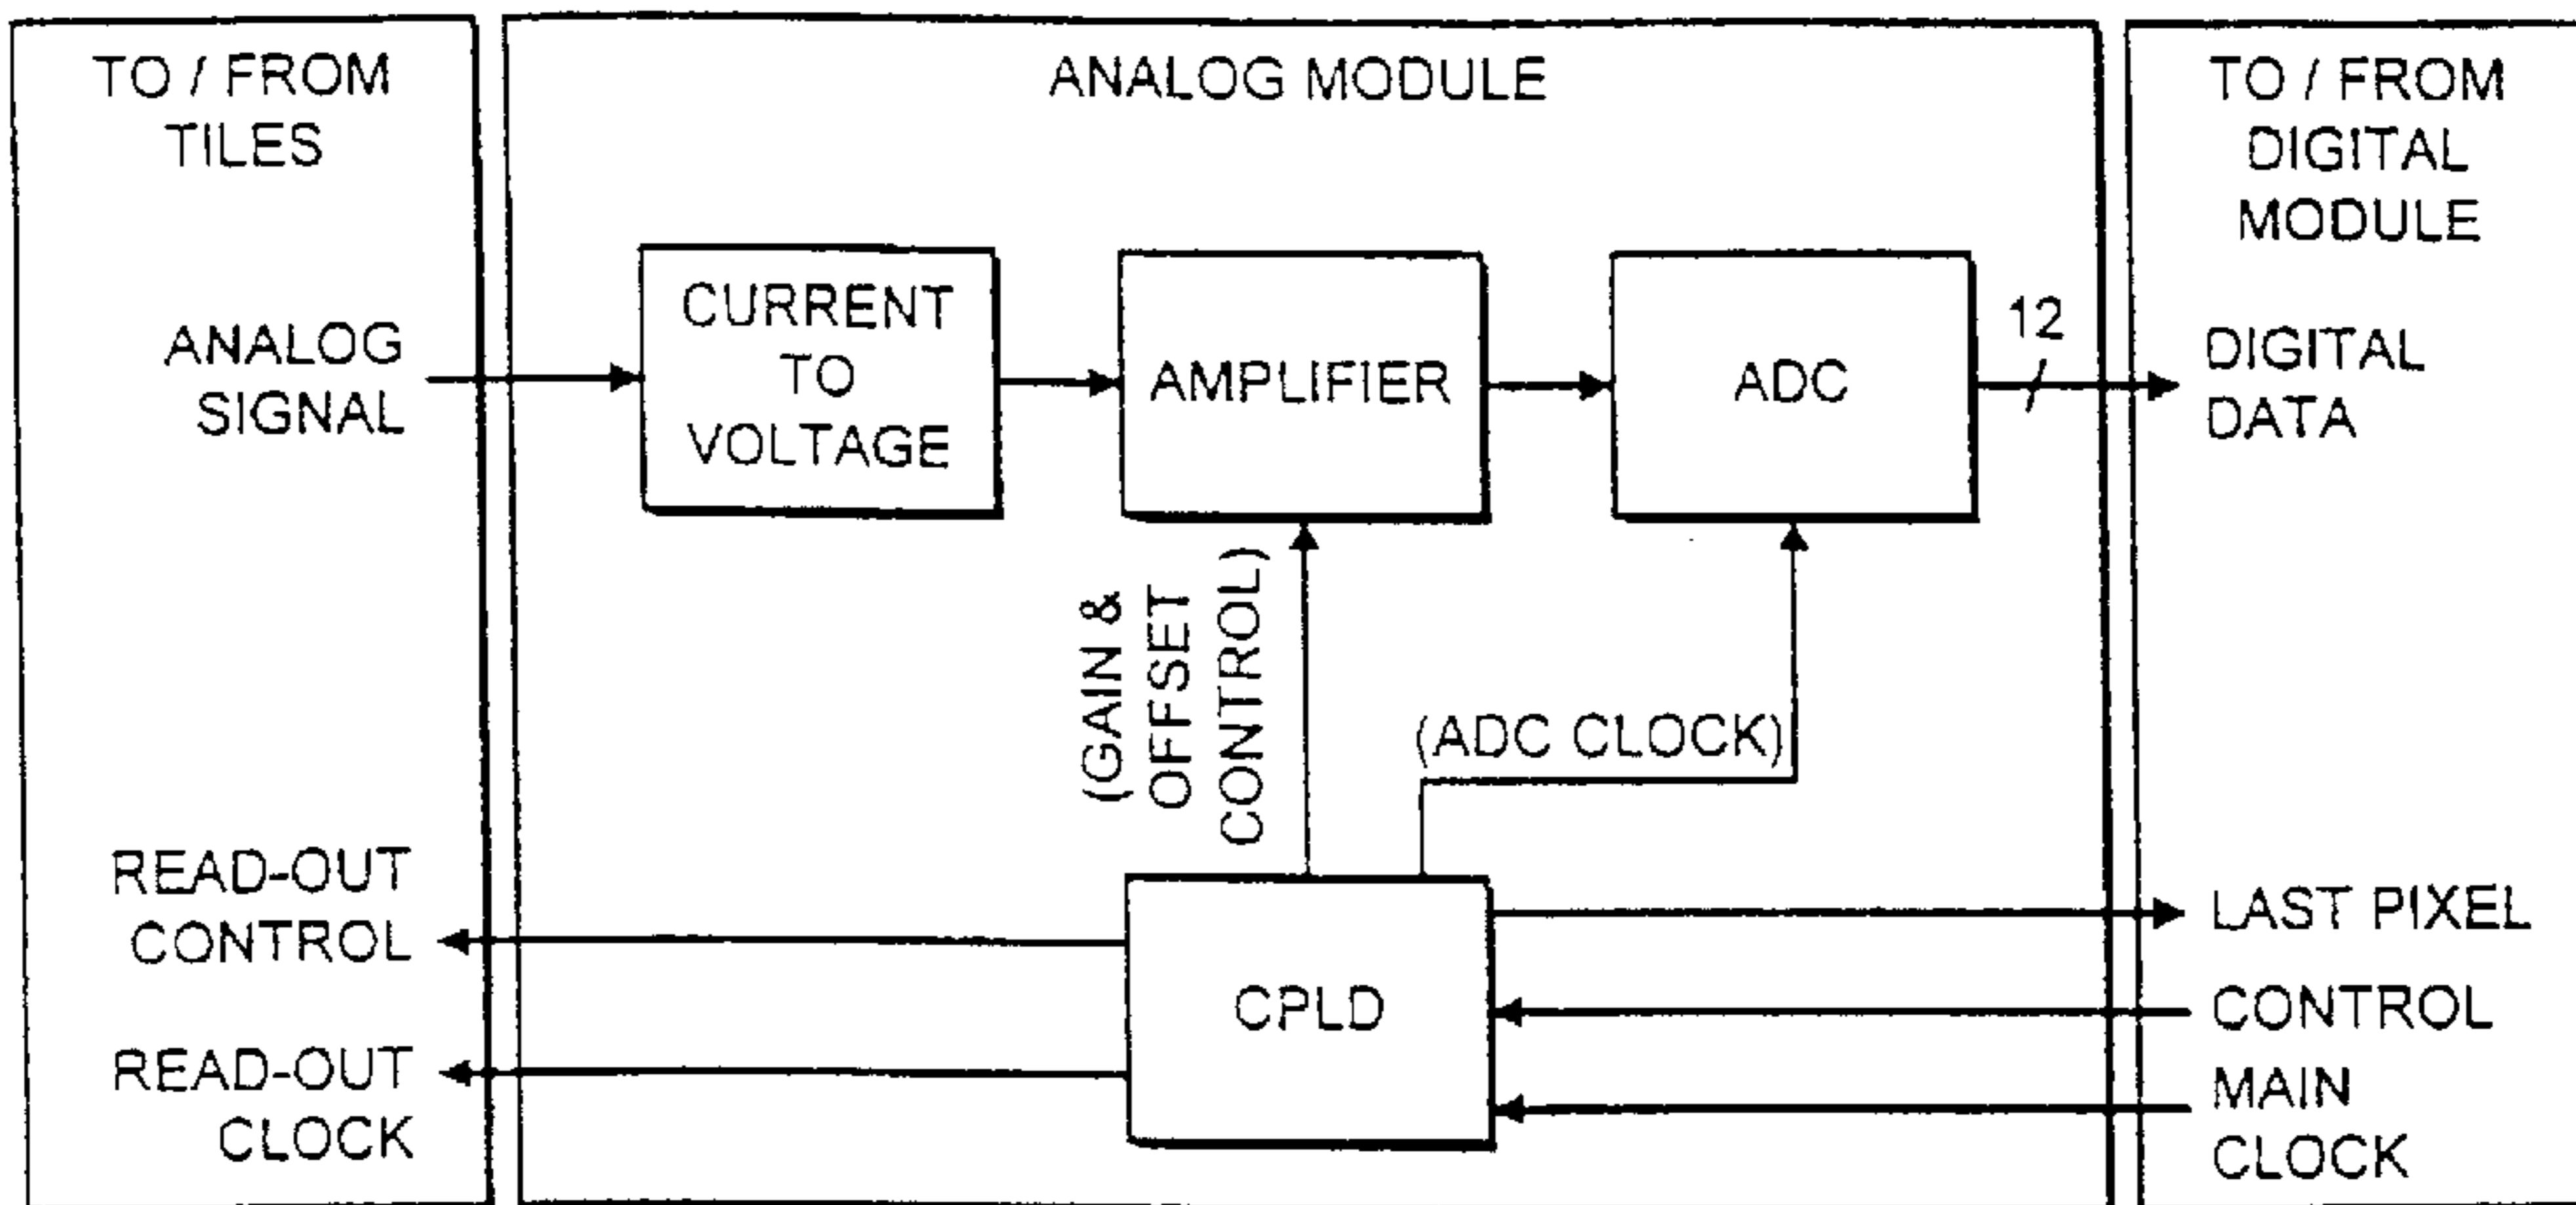 TO / FROM
TILES
ANALOG MODULE
TO / FROM
DIGITAL
MODULE
ANALOG
SIGNAL
CURRENT
TO
VOLTAGE
AMPLIFIER
ADC
12
DIGITAL
DATA
(GAIN &
OFFSET
CONTROL)
(ADC CLOCK)
READ-OUT
CONTROL
READ-OUT
CLOCK
CPLD
LAST PIXEL
CONTROL
MAIN
CLOCK